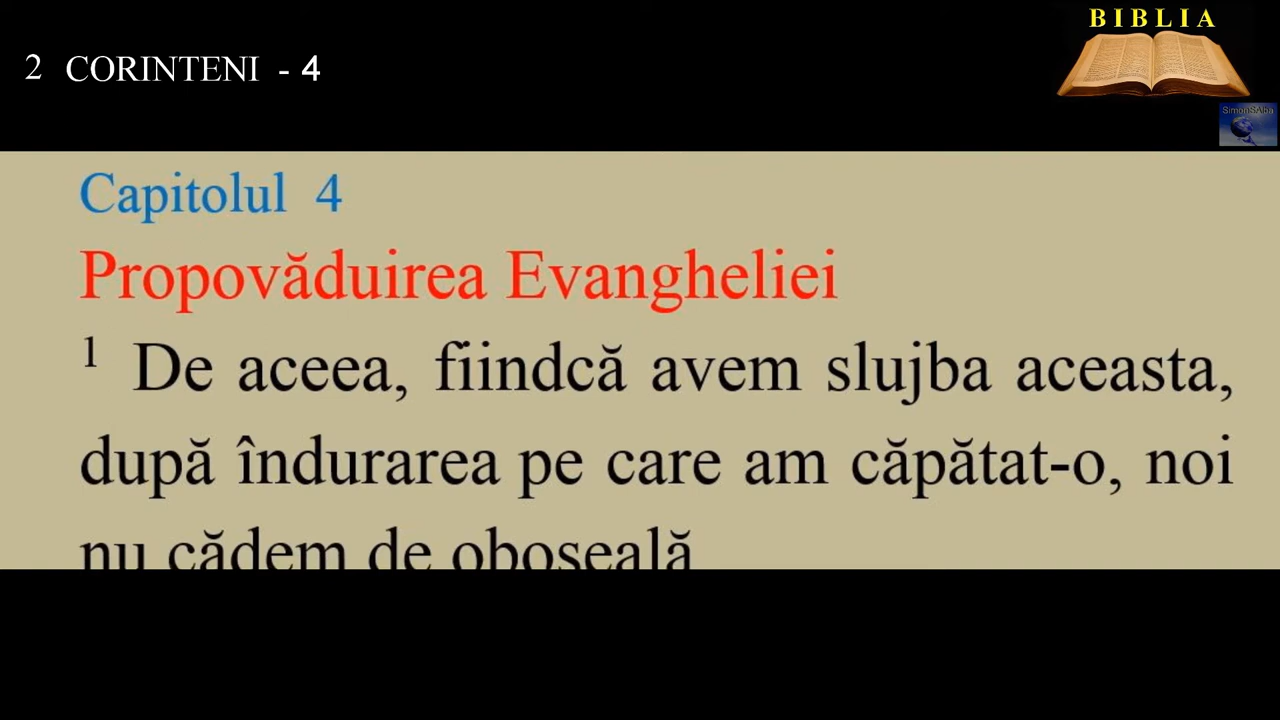 BIBLIA
2 CORINTENI - 4
SimonSAlba
Capitolul 4
Propovăduirea Evangheliei
1 De aceea, fiindcă avem slujba aceasta,
după îndurarea pe care am căpătat-o, noi
nu cădem de oboseală